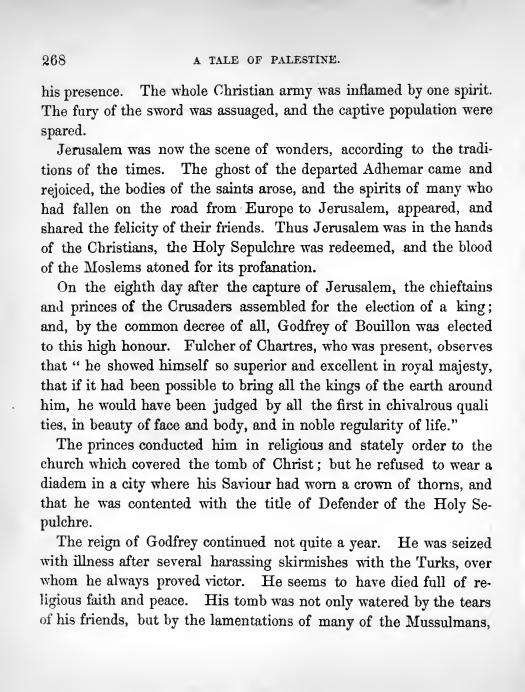 268 A TALE OF PALESTINE.
his presence. The whole Christian army was inflamed by one spirit.
The fury of the sword was assuaged, and the captive population were
spared.
Jerusalem was now the scene of wonders, according to the tradi-
tions of the times. The ghost of the departed Adhemar came and
rejoiced, the bodies of the saints arose, and the spirits of many who
had fallen on the road from Europe to Jerusalem, appeared, and
shared the felicity of their friends. Thus Jerusalem was in the hands
of the Christians, the Holy Sepulchre was redeemed, and the blood
of the Moslems atoned for its profanation.
On the eighth day after the capture of Jerusalem, the chieftains
and princes of the Crusaders assembled for the election of a king;
and, by the common decree of all, Godfrey of Bouillon was elected
to this high honour. Fulcher of Chartres, who was present, observes
that " he showed himself so superior and excellent in royal majesty,
that if it had been possible to bring all the kings of the earth around
him, he would have been judged by all the first in chivalrous quali
ties, in beauty of face and body, and in noble regularity of life."
The princes conducted him in religious and stately order to the
church which covered the tomb of Christ; but he refused to wear a
diadem in a city where his Saviour had worn a crown of thorns, and
that he was contented with the title of Defender of the Holy Se-
pulchre.
The reign of Godfrey continued not quite a year. He was seized
with illness after several harassing skirmishes with the Turks, over
whom he always proved victor. He seems to have died full of re-
ligious faith and peace. His tomb was not only watered by the tears
of his friends, but by the lamentations of many of the Mussulmans,